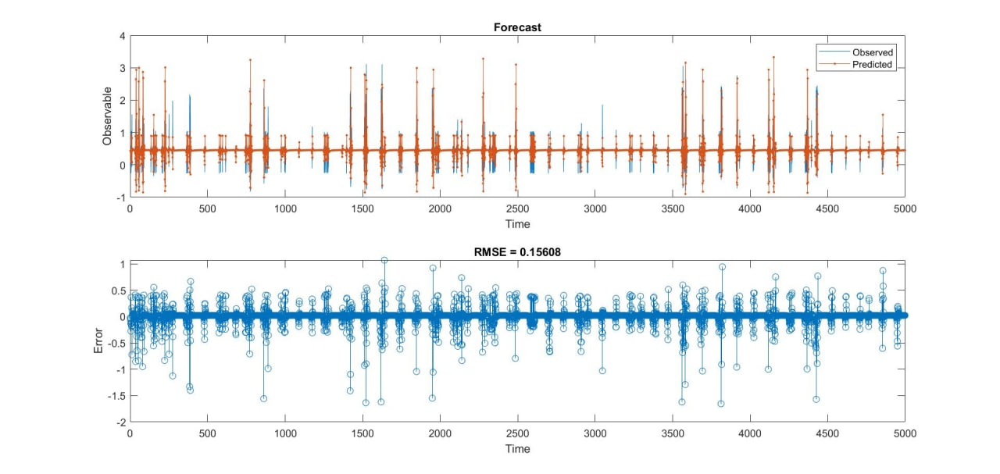 Forecast
4
3
2
1
0
-1
Observable
Observed
Predicted
0 500 1000 1500 2000 2500 3000 3500 4000 4500 5000
Time
RMSE = 0.15608
1
0.5
0
-0.5
-1
-1.5
-2
Error
0 500 1000 1500 2000 2500 3000 3500 4000 4500 5000
Time